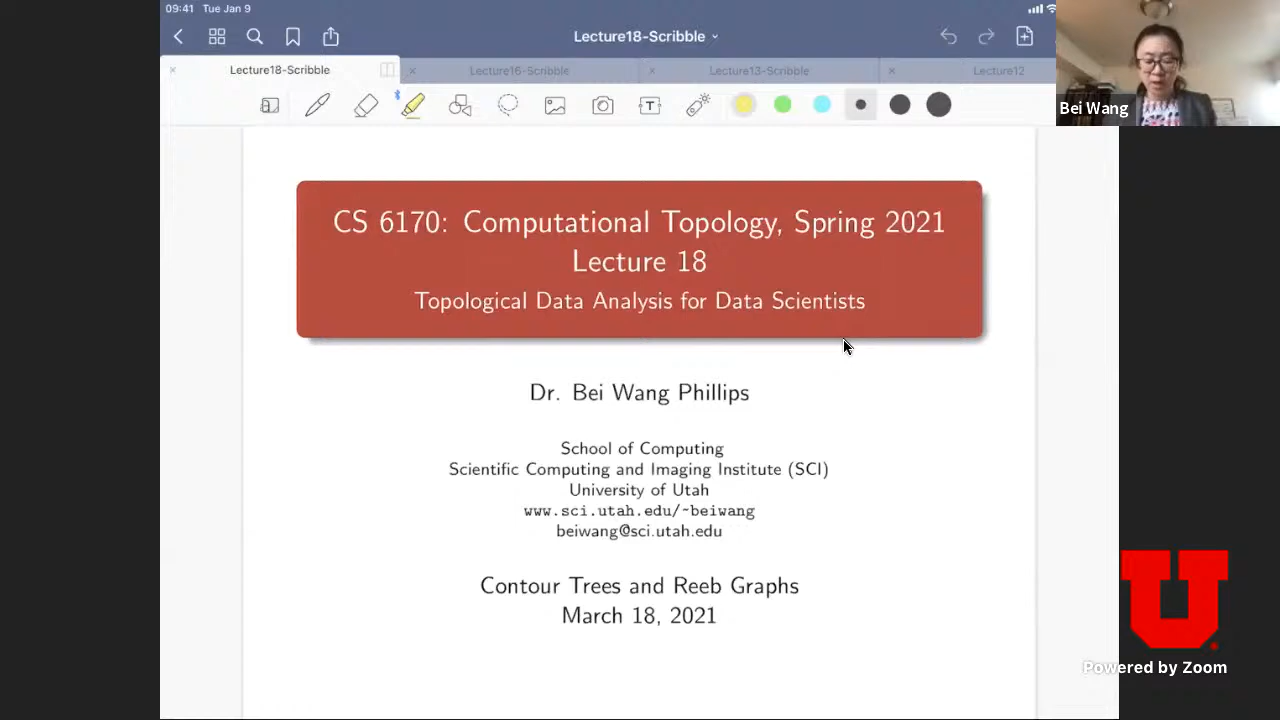 09:41 Tue Jan 9
Lecture18-Scribble
Lecture18-Scribble
Lecture16-Scribble
Lecture13-Scribble
Lecture12
T
Bei Wang
CS 6170: Computational Topology, Spring 2021
Lecture 18
Topological Data Analysis for Data Scientists
Dr. Bei Wang Phillips
School of Computing
Scientific Computing and Imaging Institute (SCI)
University of Utah
www.sci.utah.edu/~beiwang
beiwang@sci.utah.edu
Contour Trees and Reeb Graphs
March 18, 2021
U
Powered by Zoom